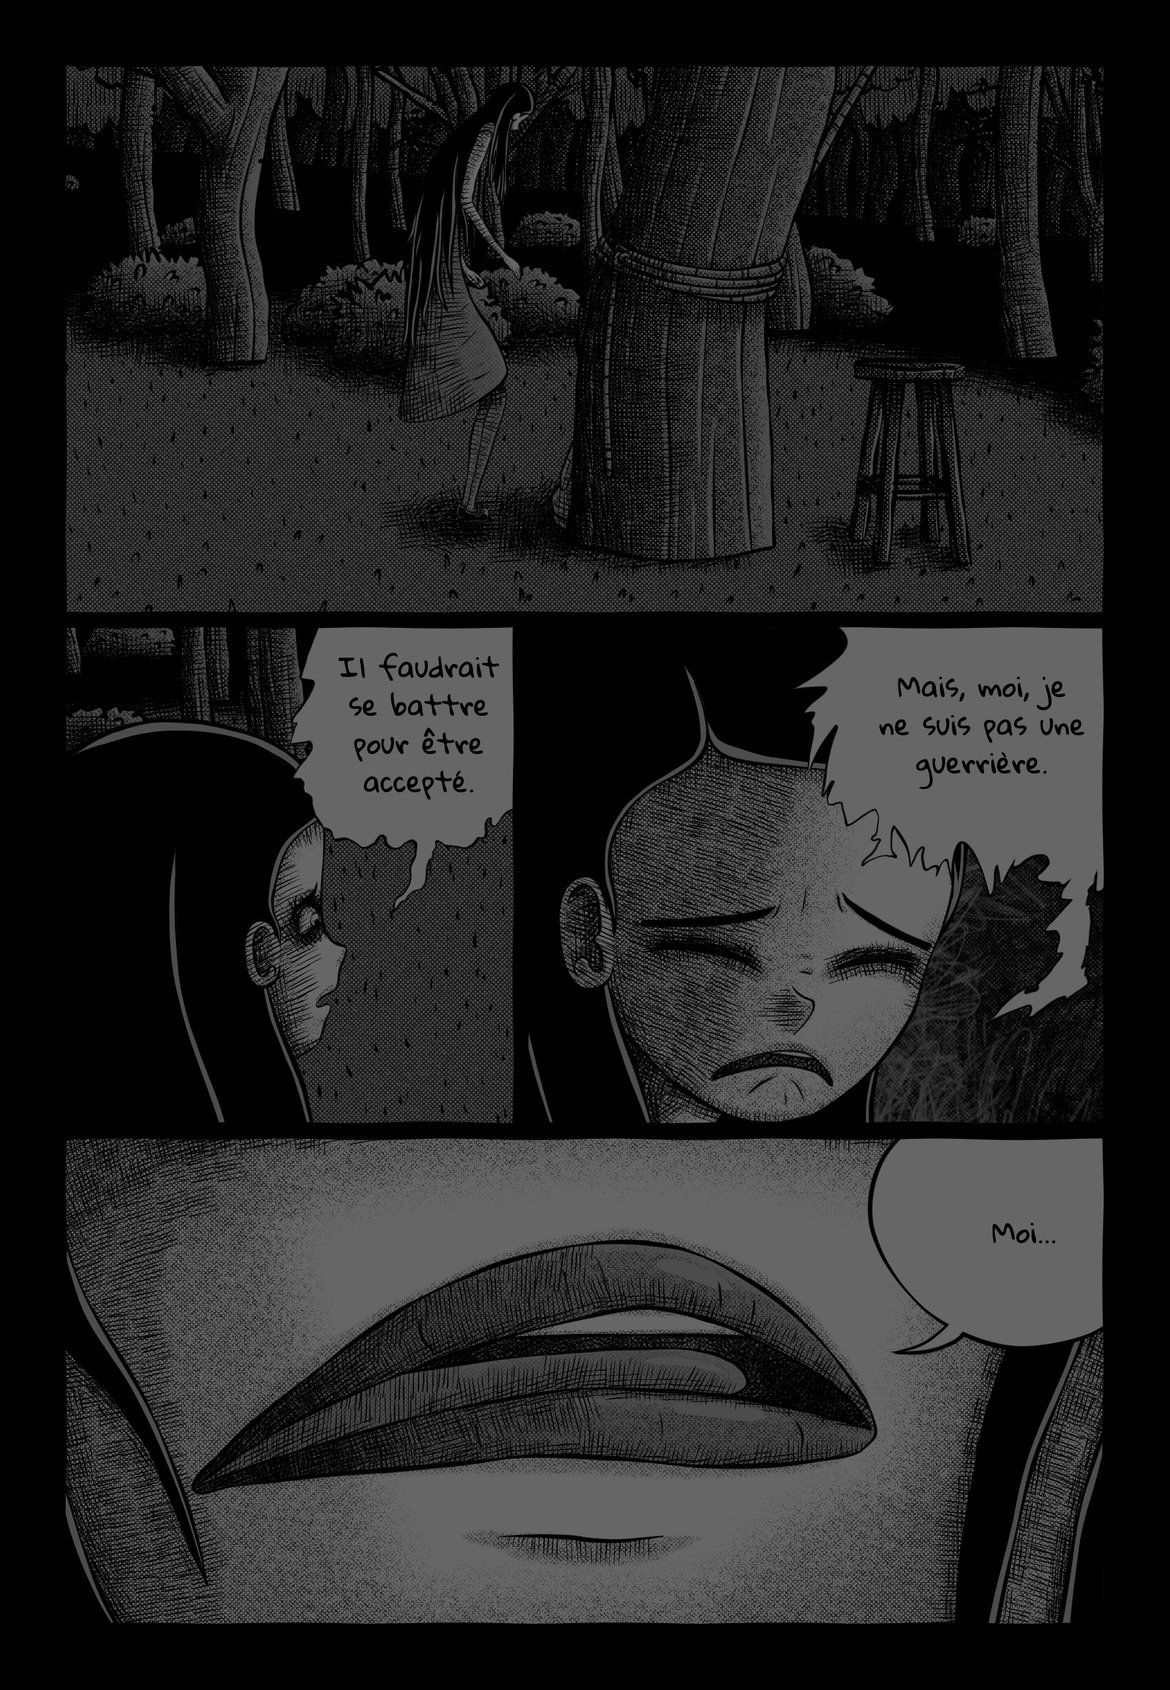 Il faudrait
se battre
pour être
accepté.
Mais, moi, je
ne suis pas une
guerrière.
Moi...